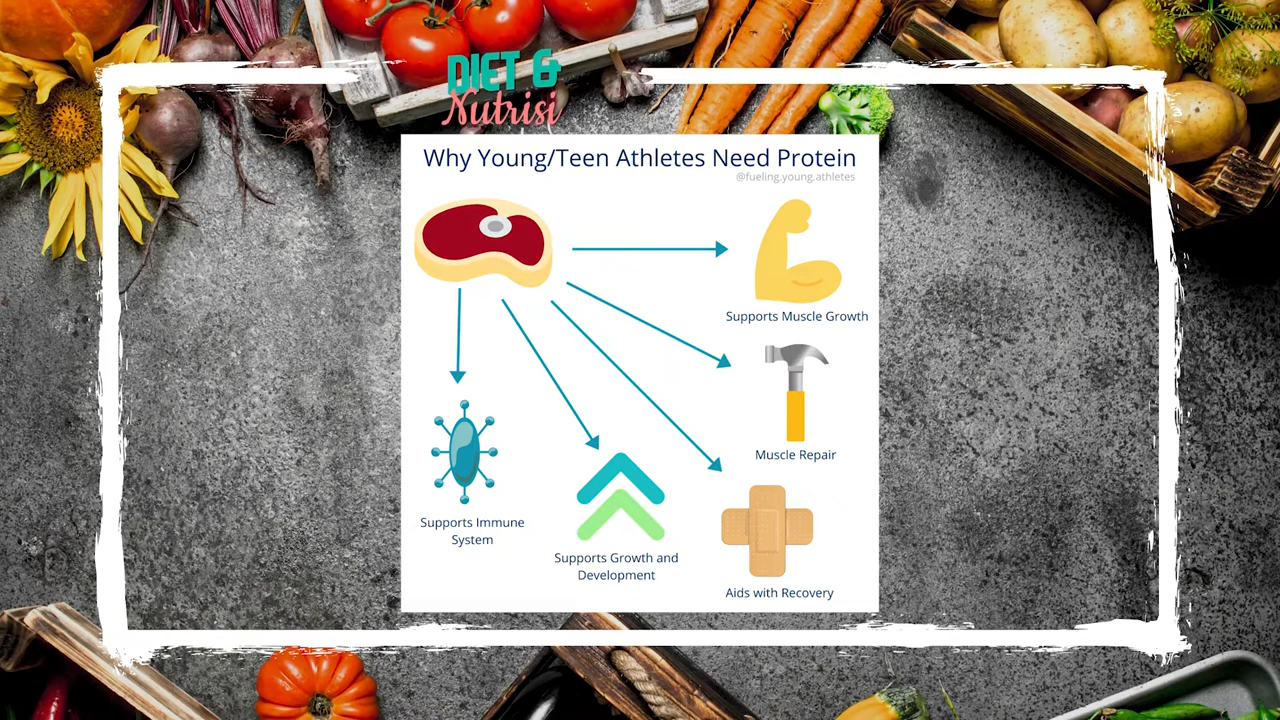 DIET &
Nutrisi
Why Young/Teen Athletes Need Protein
@fueling.young.athletes
Supports Muscle Growth
Muscle Repair
Supports Immune
System
Supports Growth and
Development
Aids with Recovery